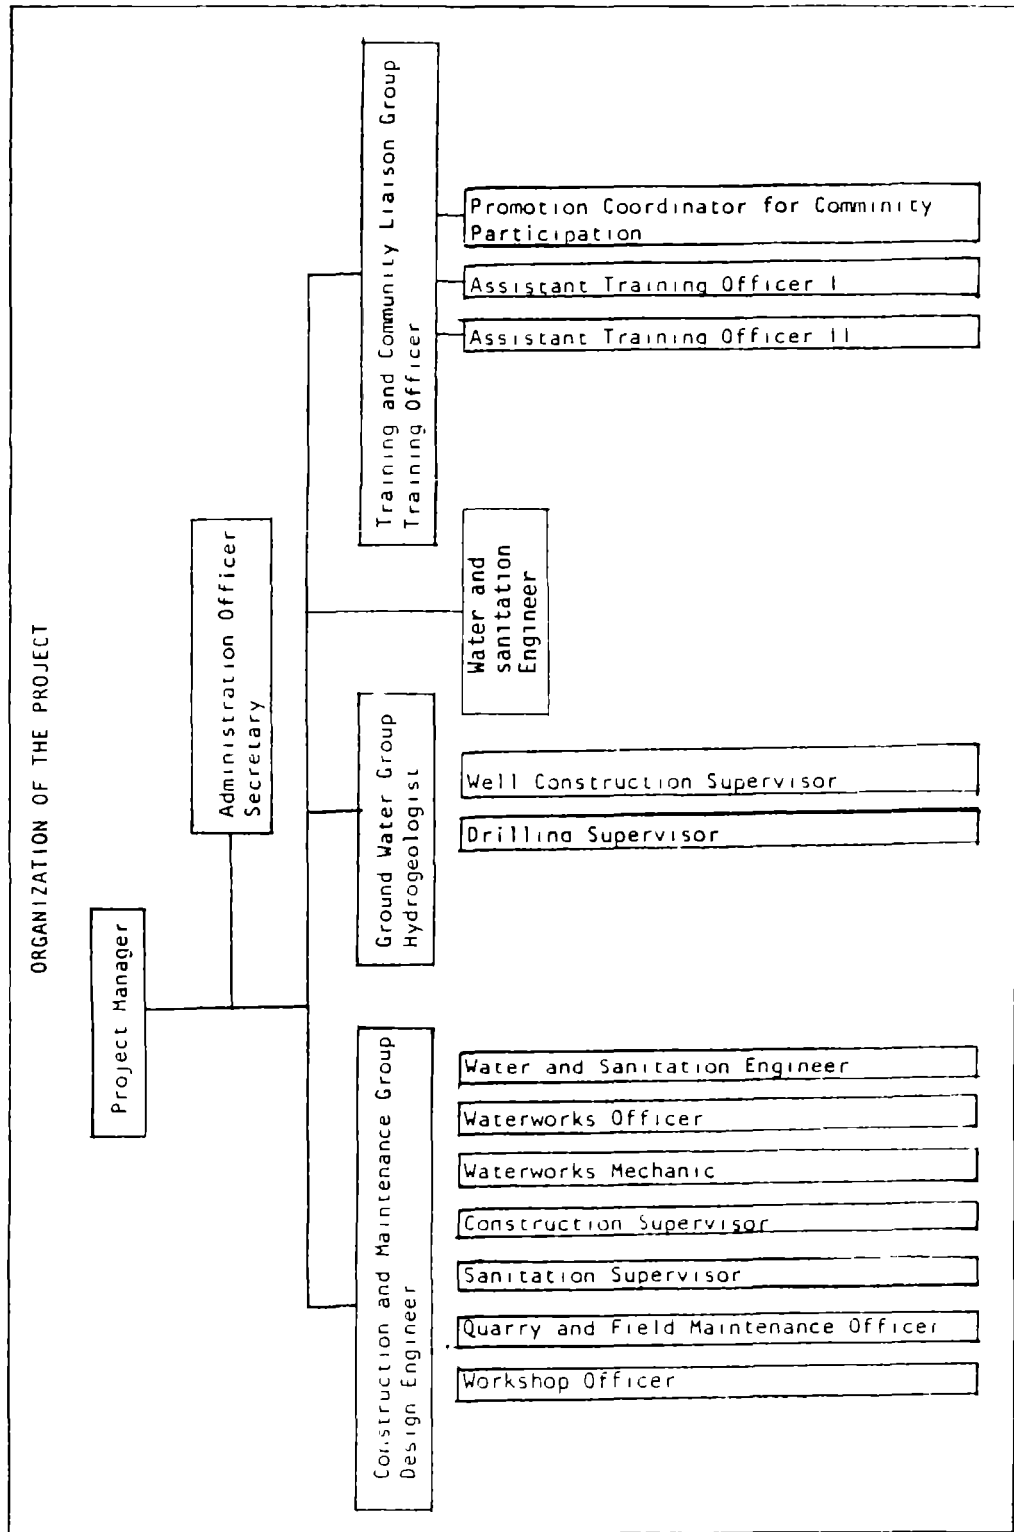 ORGANIZATION OF THE PROJECT
Project Manager
Administration Officer
Secretary
Construction and Maintenance Group
Design Engineer
Ground Water Group
Hydrogeologist
Water and
sanitation
Engineer
Training and Community Liaison Group
Training Officer
Water and Sanitation Engineer
Waterworks Officer
Waterworks Mechanic
Construction Supervisor
Sanitation Supervisor
Quarry and Field Maintenance Officer
Workshop Officer
Well Construction Supervisor
Drilling Supervisor
Promotion Coordinator for Comminity
Participation
Assistant Training Officer I
Assistant Training Officer II